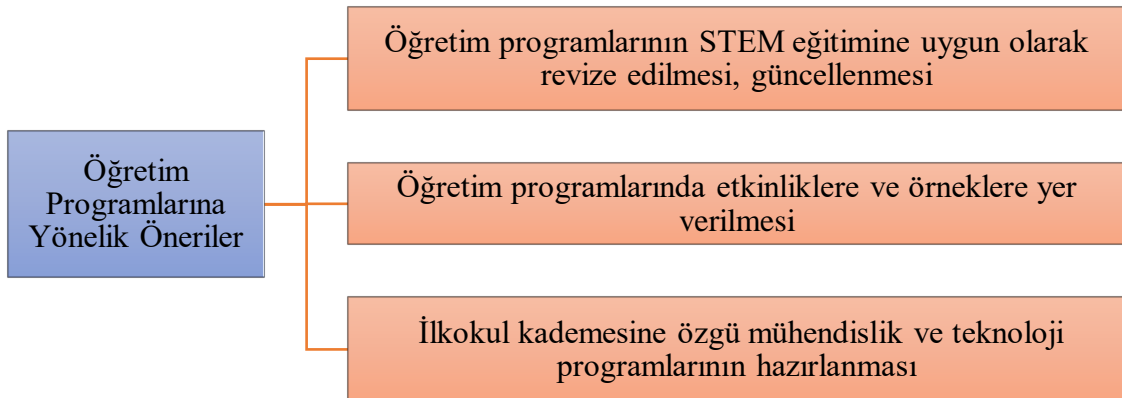 Öğretim
Programlarına
Yönelik Öneriler
Öğretim programlarının STEM eğitimine uygun olarak
revize edilmesi, güncellenmesi
Öğretim programlarında etkinliklere ve örneklere yer
verilmesi
İlkokul kademesine özgü mühendislik ve teknoloji
programlarının hazırlanması